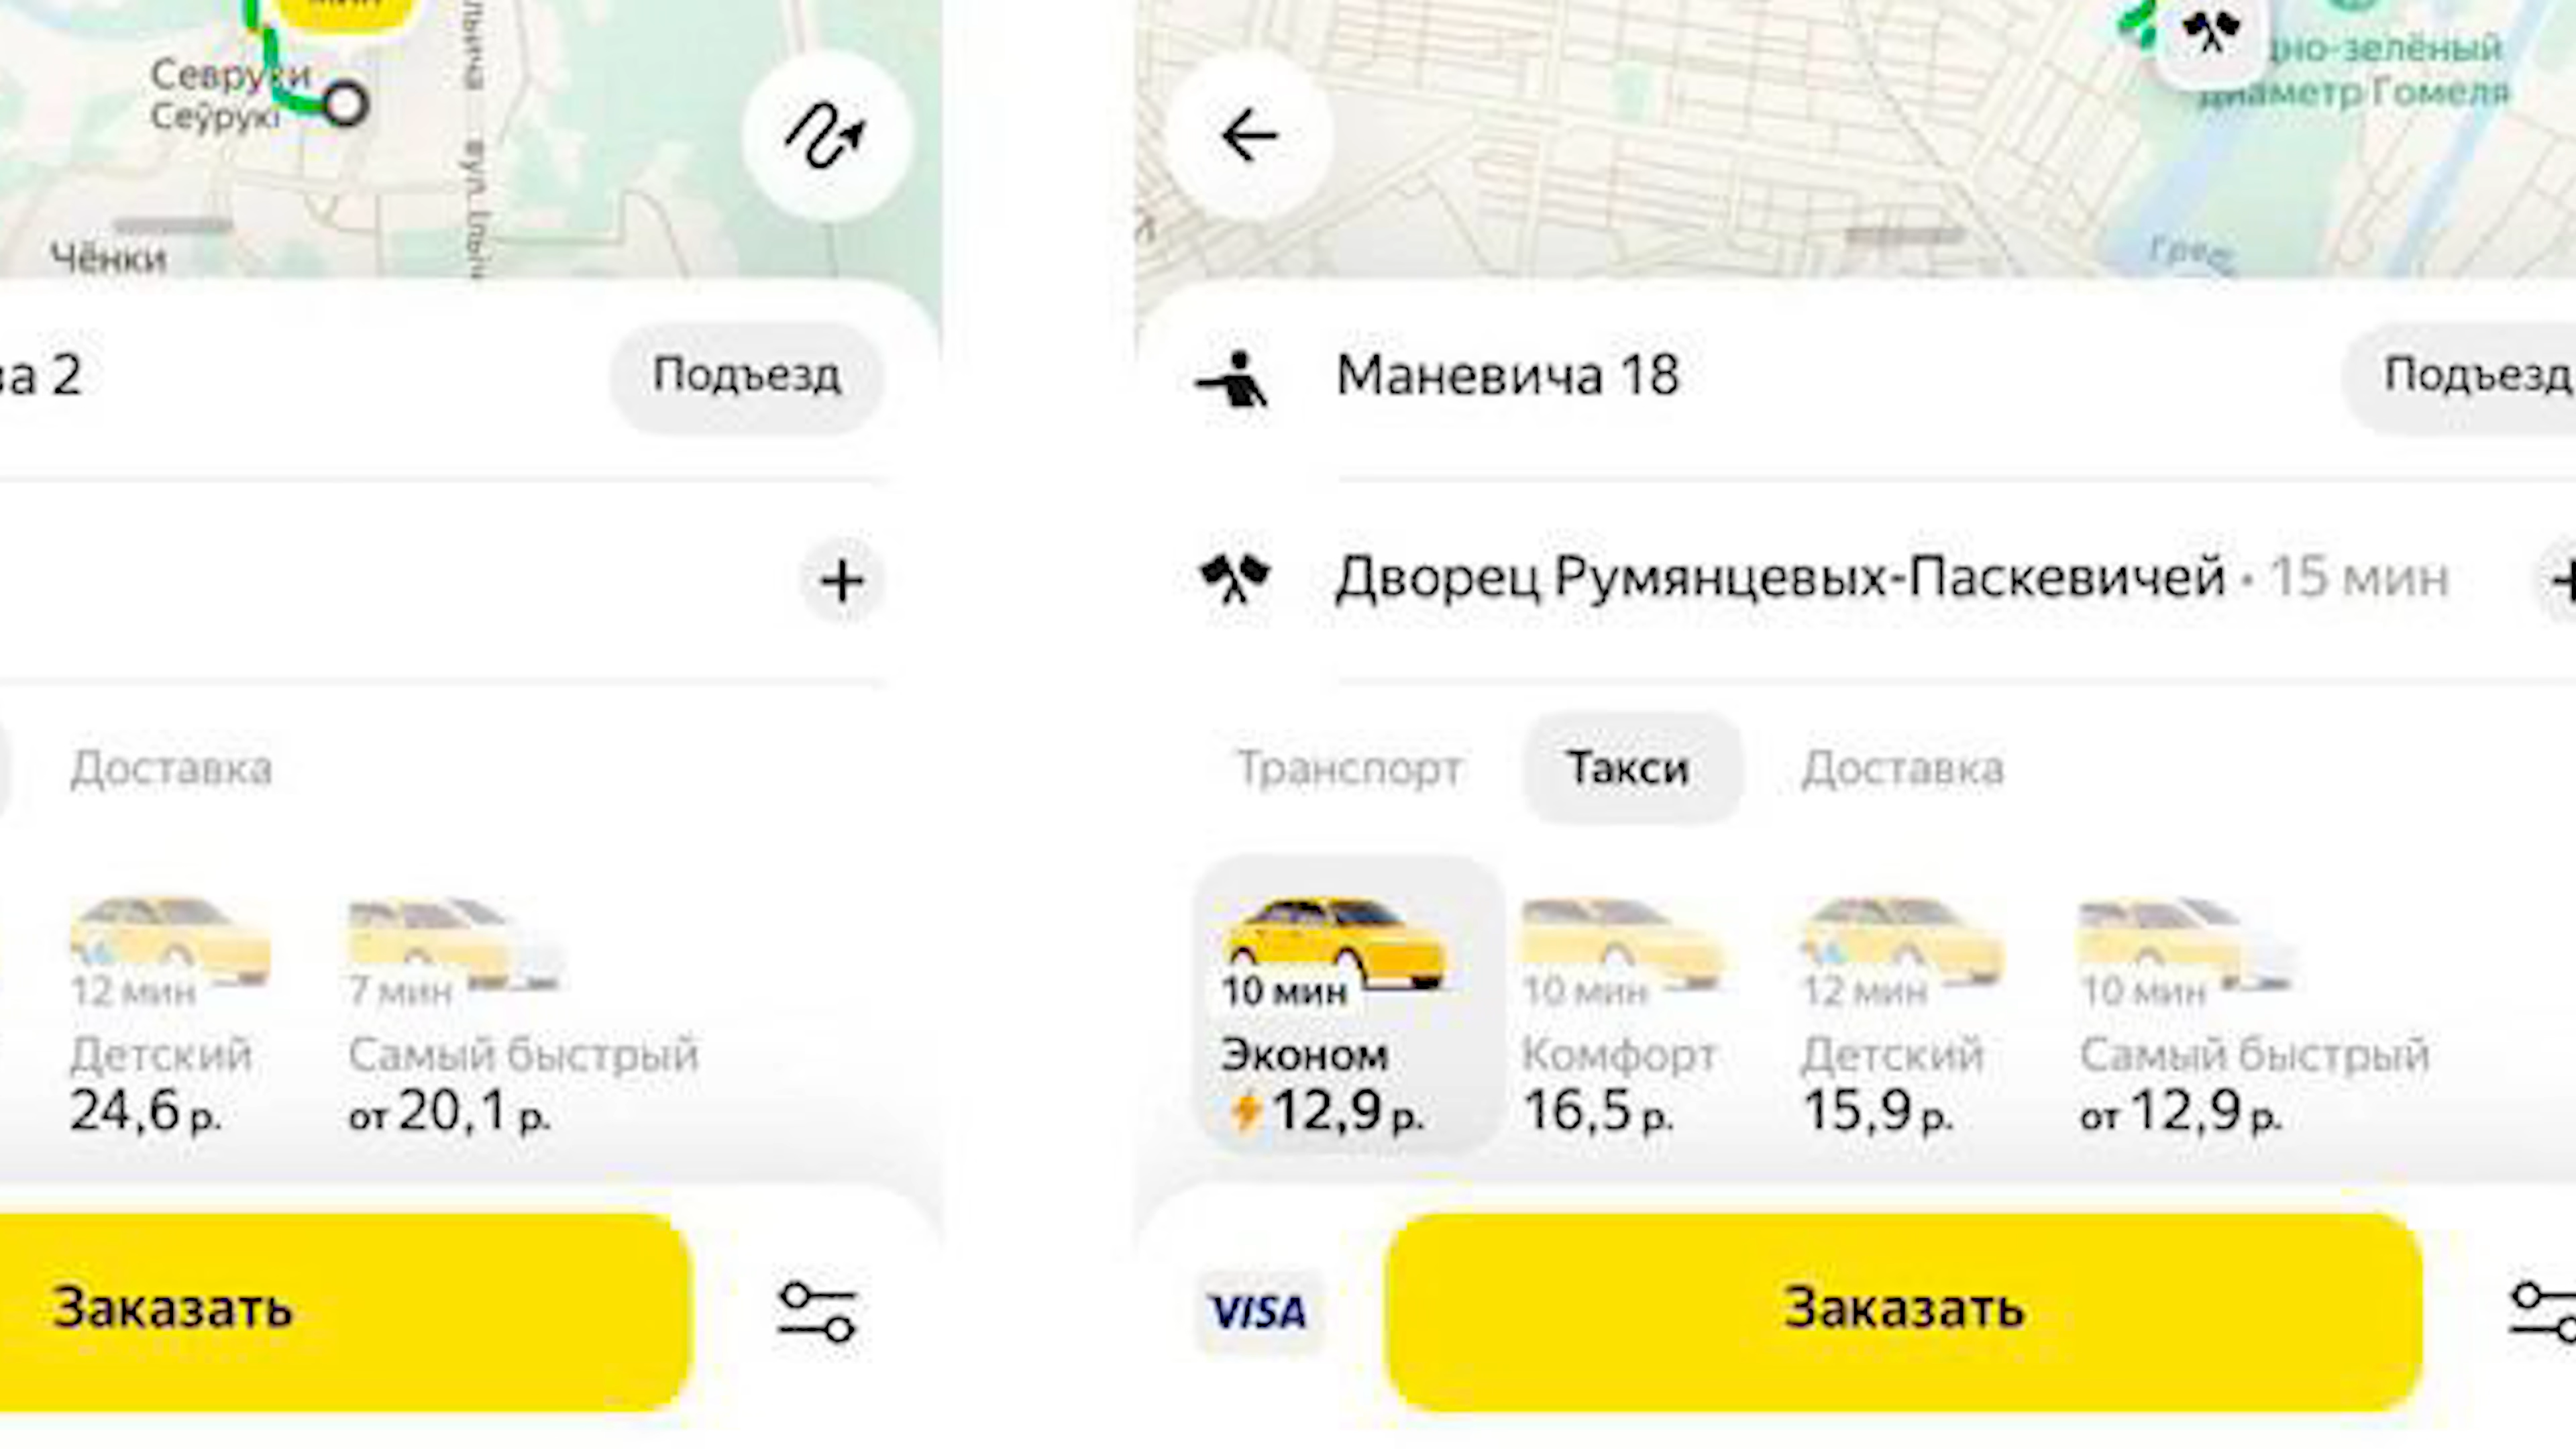 Севруки
Сеўрукі
Чёнки
за 2
Подъезд
Доставка
12 мин
7 мин
Детский
Самый быстрый
24,6 р.
от 20,1 р.
Заказать
диаметр Гомеля
Маневича 18
Подъезд
Дворец Румянцевых-Паскевичей · 15 мин
Транспорт
Такси
Доставка
10 мин
10 мин
12 мин
10 мин
Эконом
Комфорт
Детский
Самый быстрый
12,9 р.
16,5 р.
15,9 р.
от 12,9 р.
VISA
Заказать